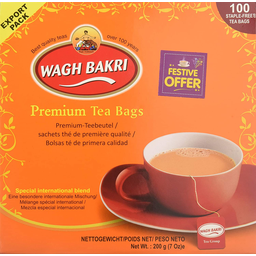 EXPORT
PACK
100
STAPLE-FREE
TEA BAGS
Best quality teas over 100 years
WAGH BAKRI
FESTIVE
OFFER
Premium Tea Bags
Premium-Teebeutel /
sachets thé de première qualité /
Bolsas té de primera calidad
Special international blend
Eine besonders internationale Mischung/
Mélange special international /
Mezcla especial internacional
WAGH BAKRI
NETTOGEWICHT/POIDS NET/ PESO NETO
Net Wt. : 200 g (7 Oz)e